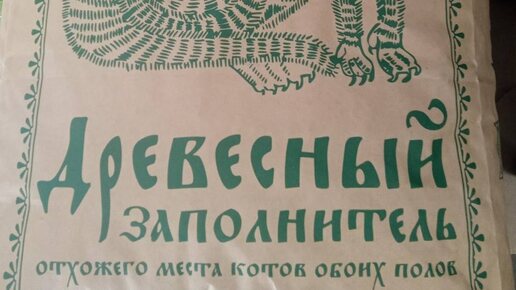 Древесный
заполнитель
отхожего места котов обоих полов